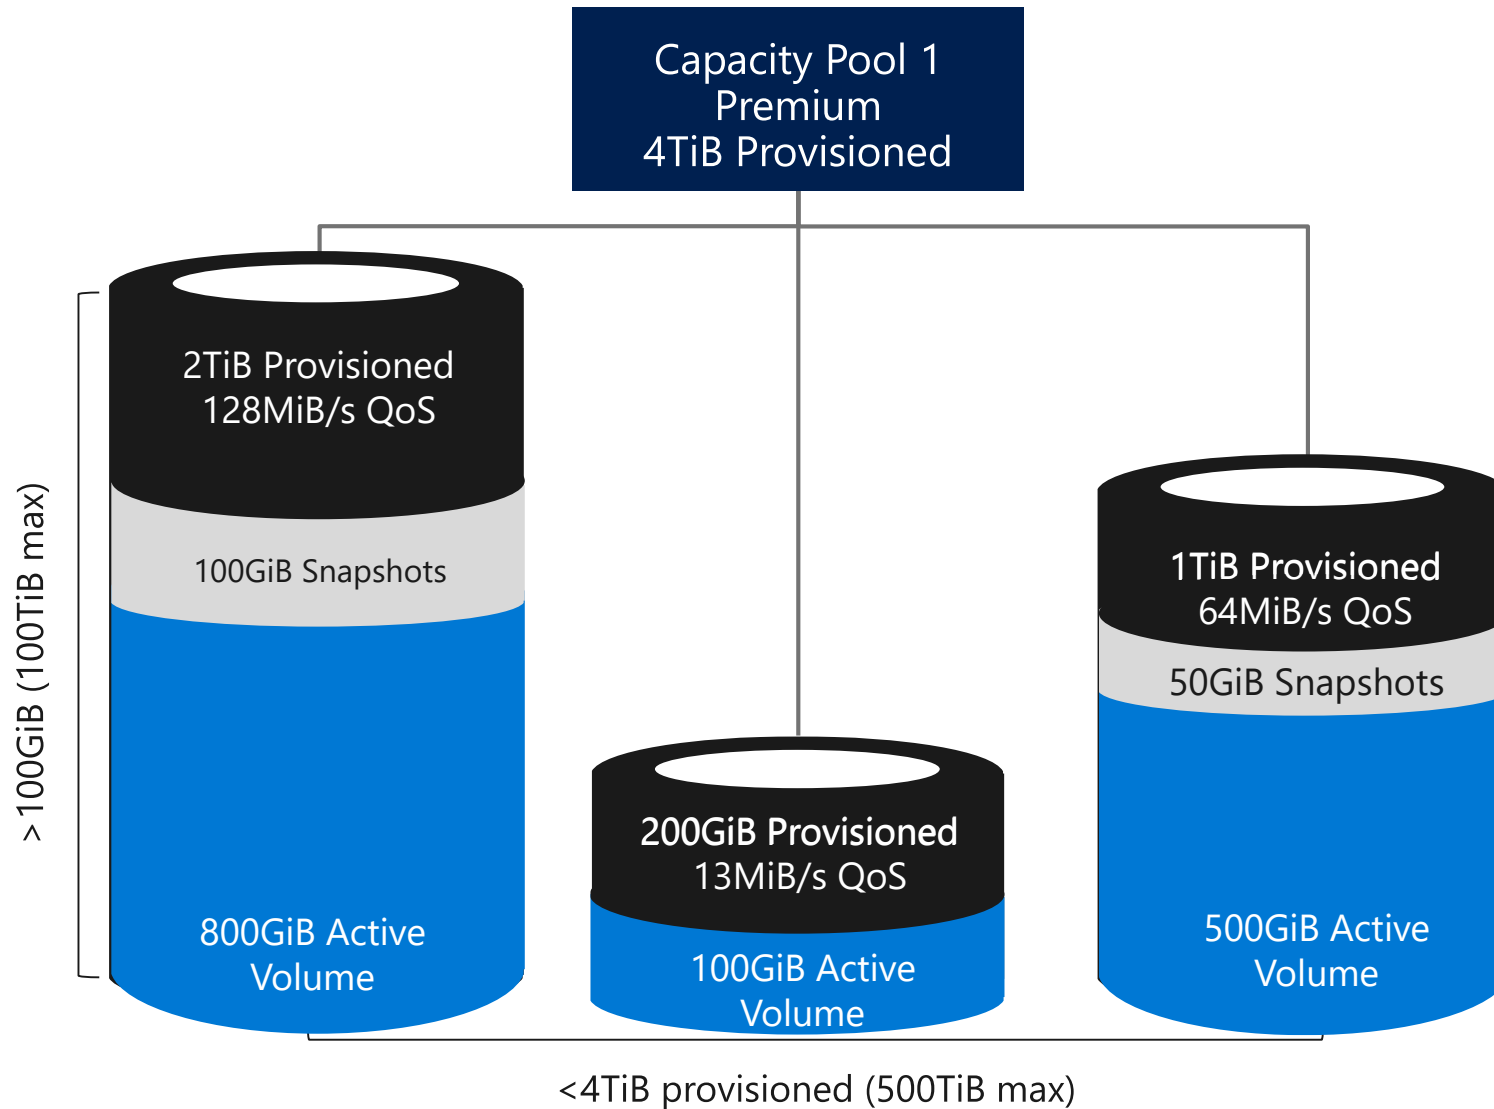 Capacity Pool 1
Premium
4TiB Provisioned
2TiB Provisioned
128MiB/s QoS
100GiB Snapshots
800GiB Active
Volume
>100GiB (100TiB max)
200GiB Provisioned
13MiB/s QoS
100GiB Active
Volume
1TiB Provisioned
64MiB/s QoS
50GiB Snapshots
500GiB Active
Volume
<4TiB provisioned (500TiB max)